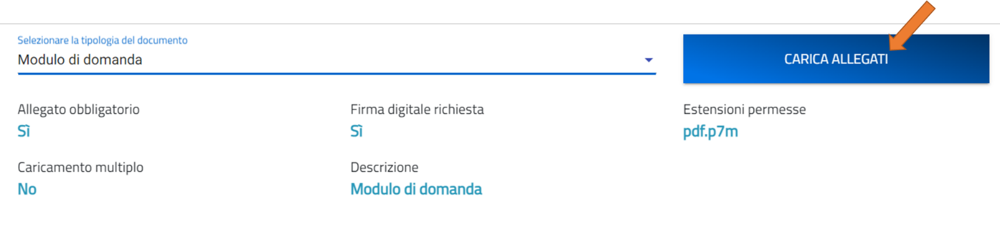 Selezionare la tipologia del documento
Modulo di domanda
CARICA ALLEGATI
Allegato obbligatorio
Sì
Firma digitale richiesta
Sì
Estensioni permesse
pdf.p7m
Caricamento multiplo
No
Descrizione
Modulo di domanda